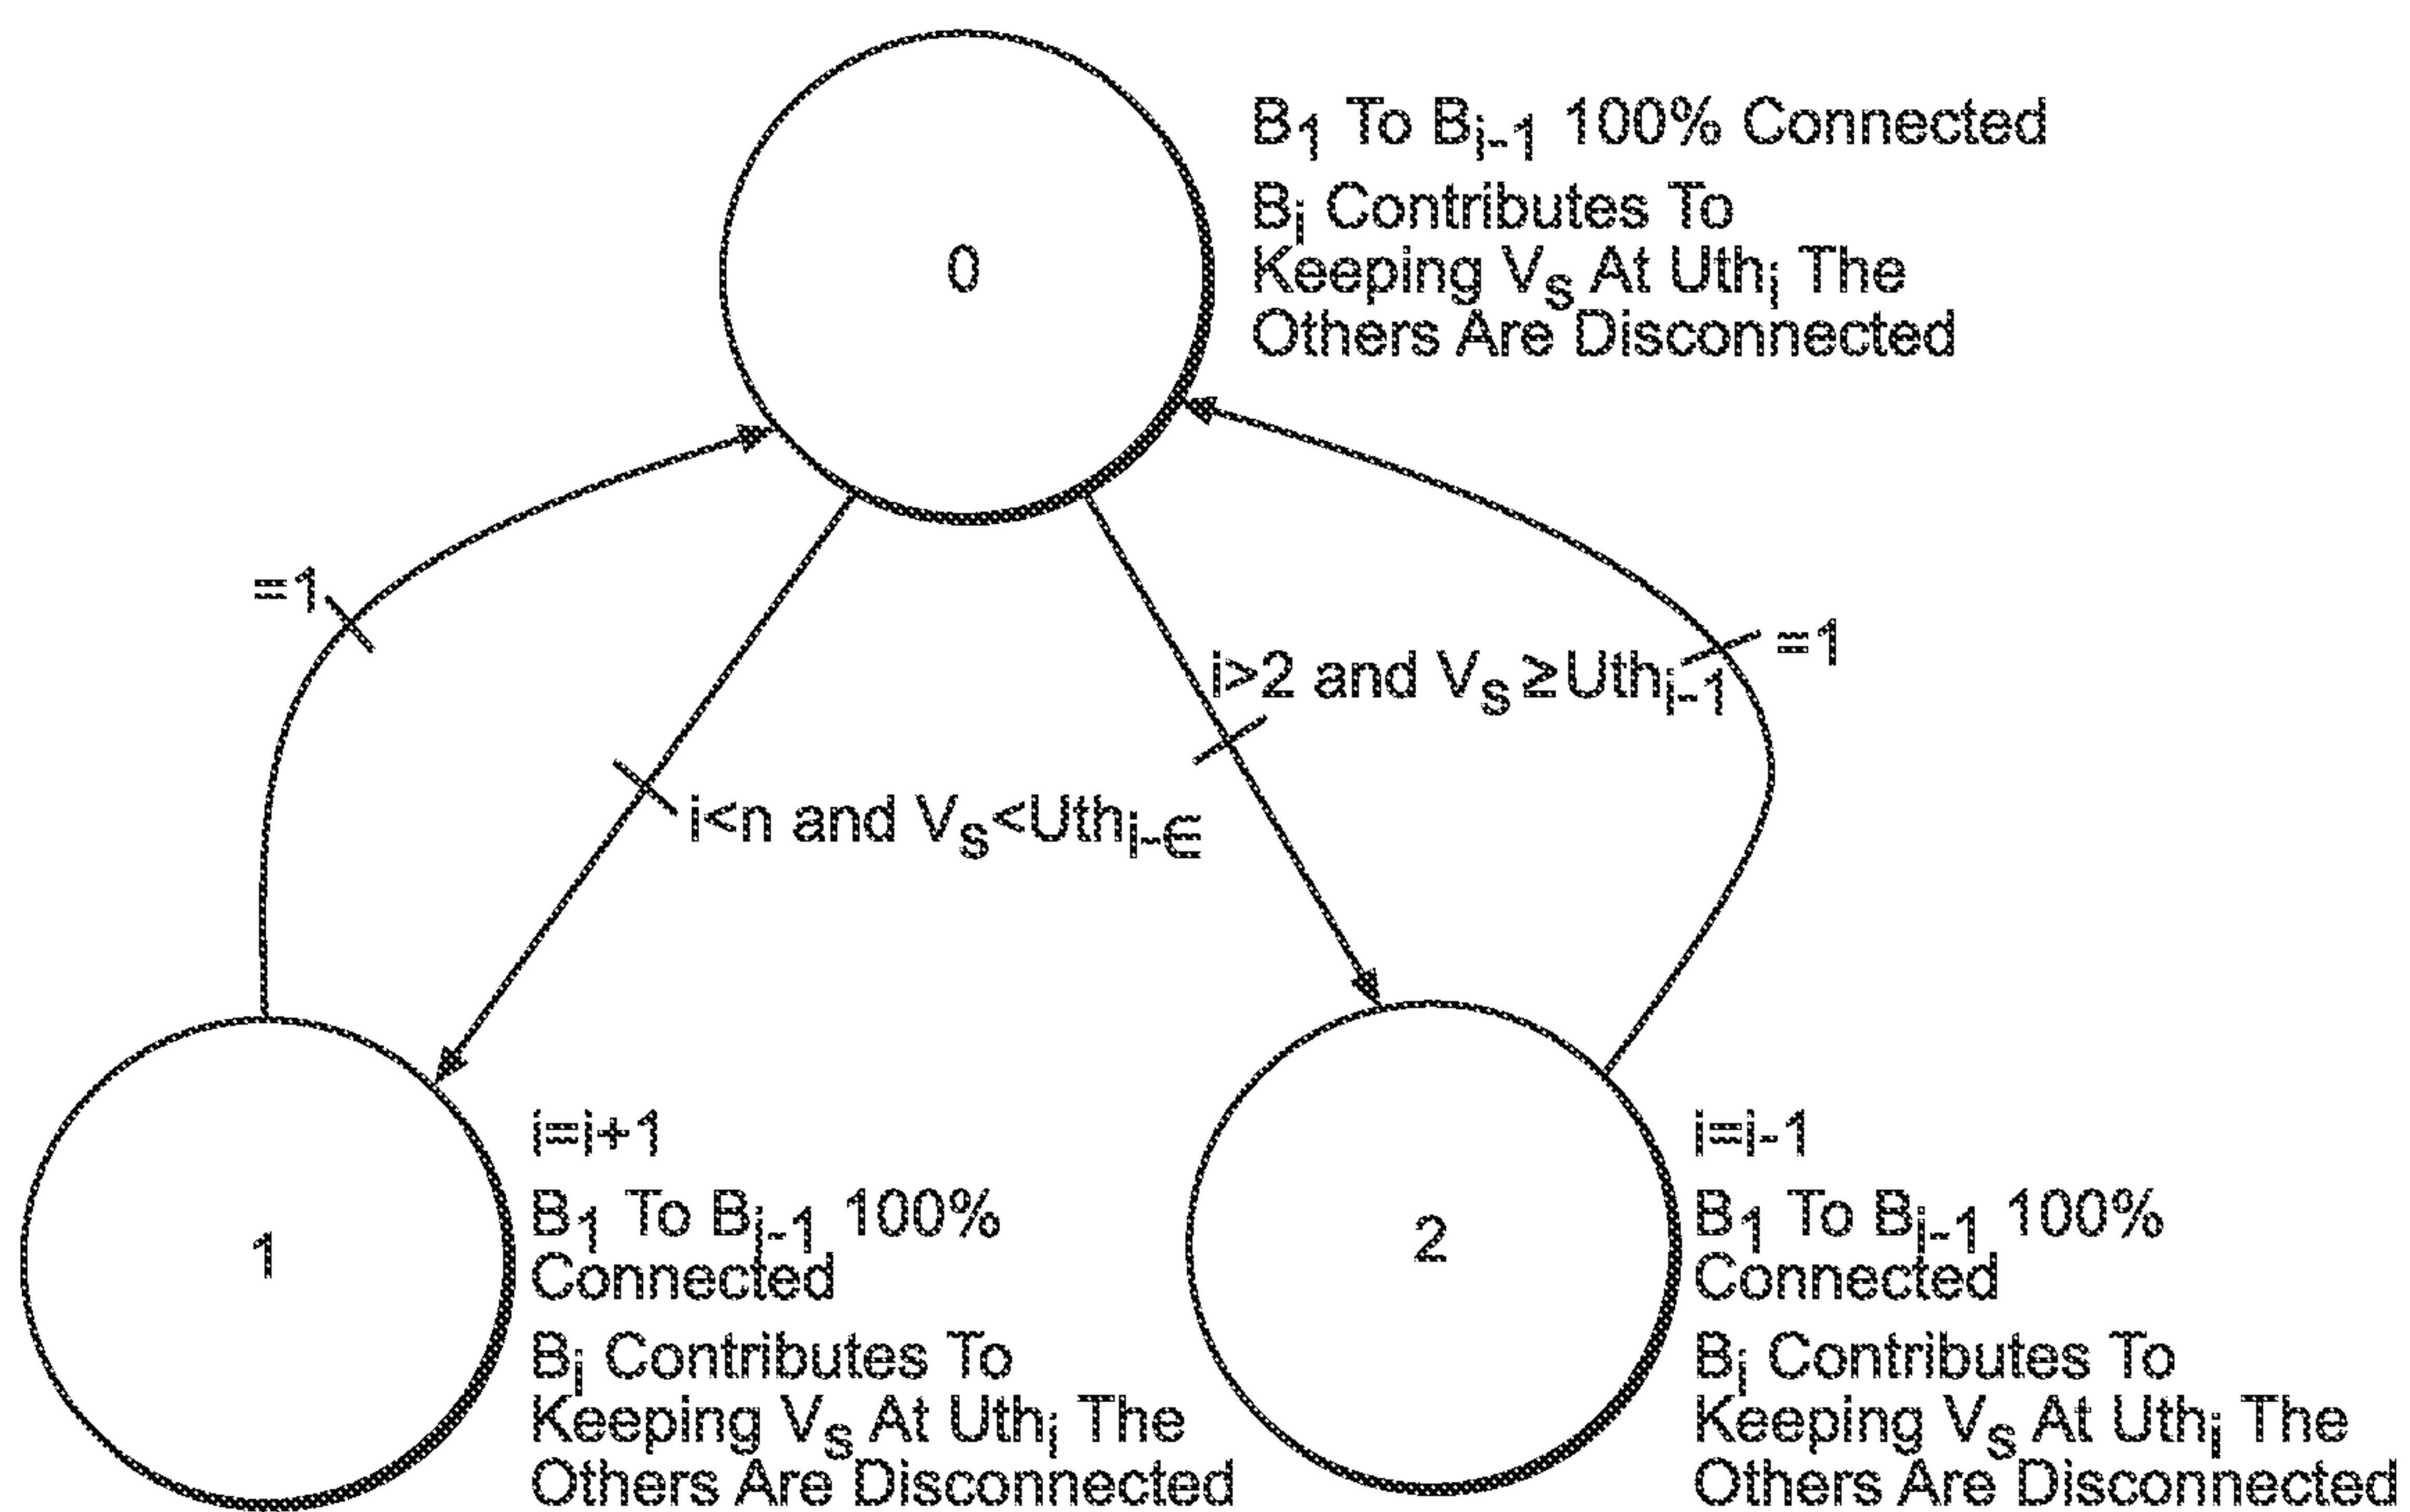 0
B₁ To Bᵢ₋₁ 100% Connected
Bᵢ Contributes To
Keeping Vₛ At Uthᵢ The
Others Are Disconnected
=1
=1
i>2 and Vₛ≥Uthᵢ₋₁
i<n and Vₛ<Uthᵢ₋∈
1
i=i+1
B₁ To Bᵢ₋₁ 100%
Connected
Bᵢ Contributes To
Keeping Vₛ At Uthᵢ The
Others Are Disconnected
2
i=i-1
B₁ To Bᵢ₋₁ 100%
Connected
Bᵢ Contributes To
Keeping Vₛ At Uthᵢ The
Others Are Disconnected